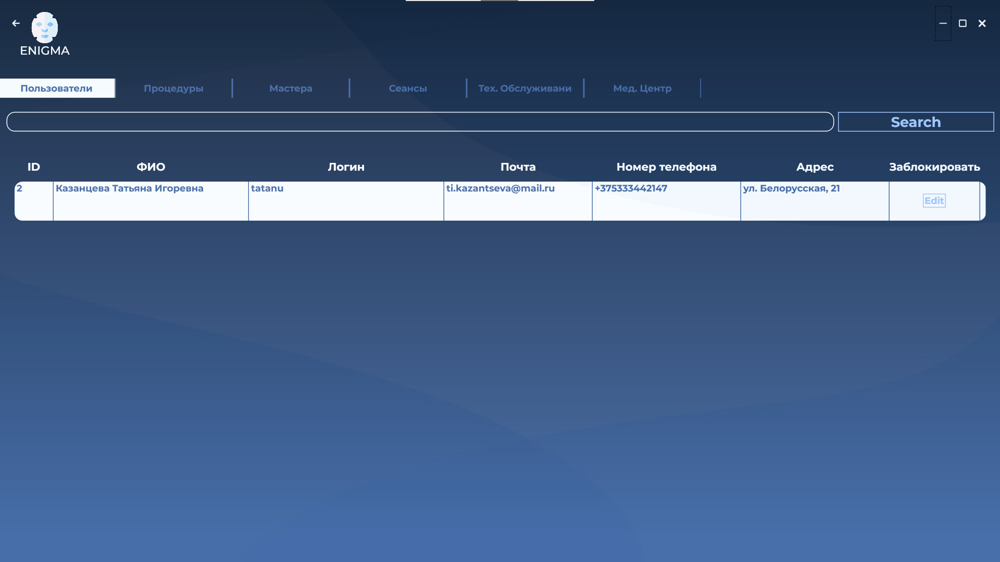 ENIGMA
Пользователи Процедуры Мастера Сеансы Тех. Обслуживани Мед. Центр
Search
ID ФИО Логин Почта Номер телефона Адрес Заблокировать
2 Казанцева Татьяна Игоревна tatanu ti.kazantseva@mail.ru +375333442147 ул. Белорусская, 21
Edit